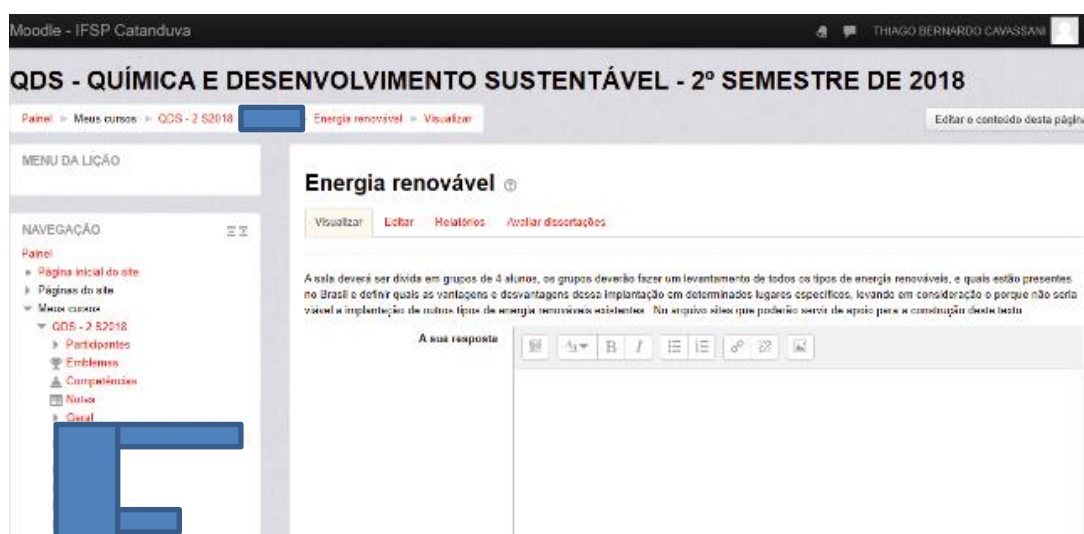 Moodle - IFSP Catanduva
THIAGO BERNARDO CAVASSANI
QDS - QUÍMICA E DESENVOLVIMENTO SUSTENTÁVEL - 2º SEMESTRE DE 2018
Painel ► Meus cursos ► QDS - 2 S2018 Energia renovável ► Visualizar
Editar o conteúdo desta página
MENU DA LIÇÃO
Energia renovável
Visualizar Editar Relatórios Avaliar dissertações
NAVEGAÇÃO
Painel
Página inicial do site
Páginas do site
Meus cursos
QDS - 2 S2018
Participantes
Emblemas
Competências
Notas
Geral
A sala deverá ser divida em grupos de 4 alunos, os grupos deverão fazer um levantamento de todos os tipos de energia renováveis, e quais estão presentes
no Brasil e definir quais as vantagens e desvantagens dessa implantação em determinados lugares específicos, levando em consideração o porque não seria
viável a implantação de outros tipos de energia renováveis existentes. No arquivo sites que poderão servir de apoio para a construção deste texto
A sua resposta
B I